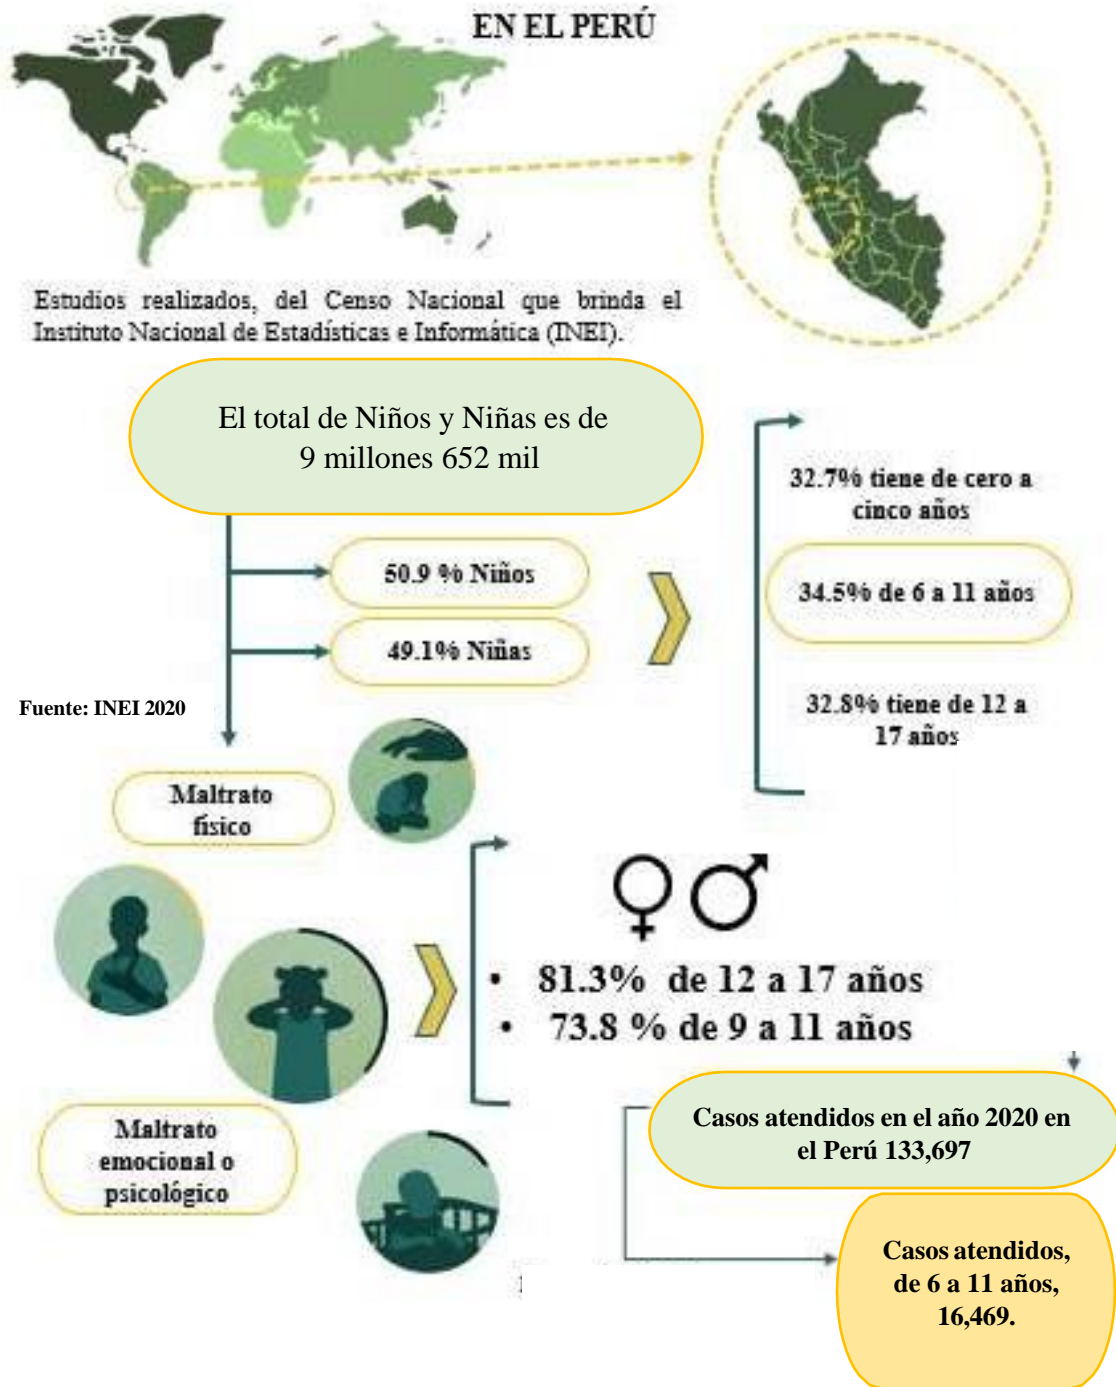 EN EL PERÚ
Estudios realizados, del Censo Nacional que brinda el
Instituto Nacional de Estadísticas e Informática (INEI).
El total de Niños y Niñas es de
9 millones 652 mil
50.9 % Niños
49.1% Niñas
32.7% tiene de cero a
cinco años
34.5% de 6 a 11 años
32.8% tiene de 12 a
17 años
Fuente: INEI 2020
Maltrato
físico
• 81.3% de 12 a 17 años
• 73.8 % de 9 a 11 años
Maltrato
emocional o
psicológico
Casos atendidos en el año 2020 en
el Perú 133,697
Casos atendidos,
de 6 a 11 años,
16,469.